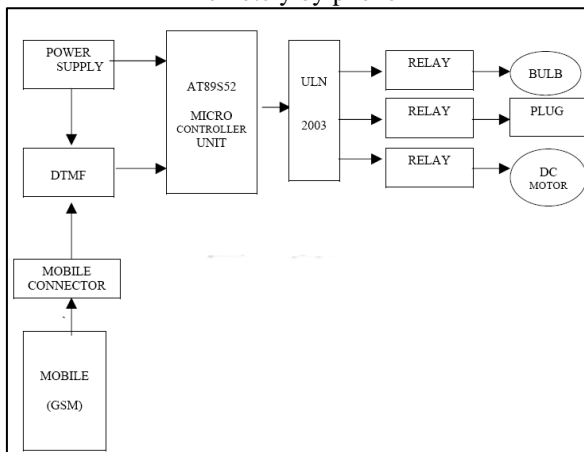 POWER
SUPPLY
AT89S52
MICRO
CONTROLLER
UNIT
ULN
2003
RELAY
BULB
RELAY
PLUG
RELAY
DC
MOTOR
DTMF
MOBILE
CONNECTOR
MOBILE
(GSM)